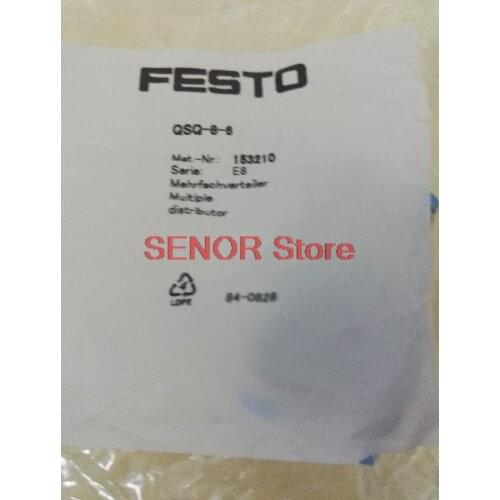 FESTO
QSQ-8-6
Mat.-Nr: 153210
Serie: E8
Mehrfachverteiler
Multiple
distributor
SENOR Store
LDPE
84-0828